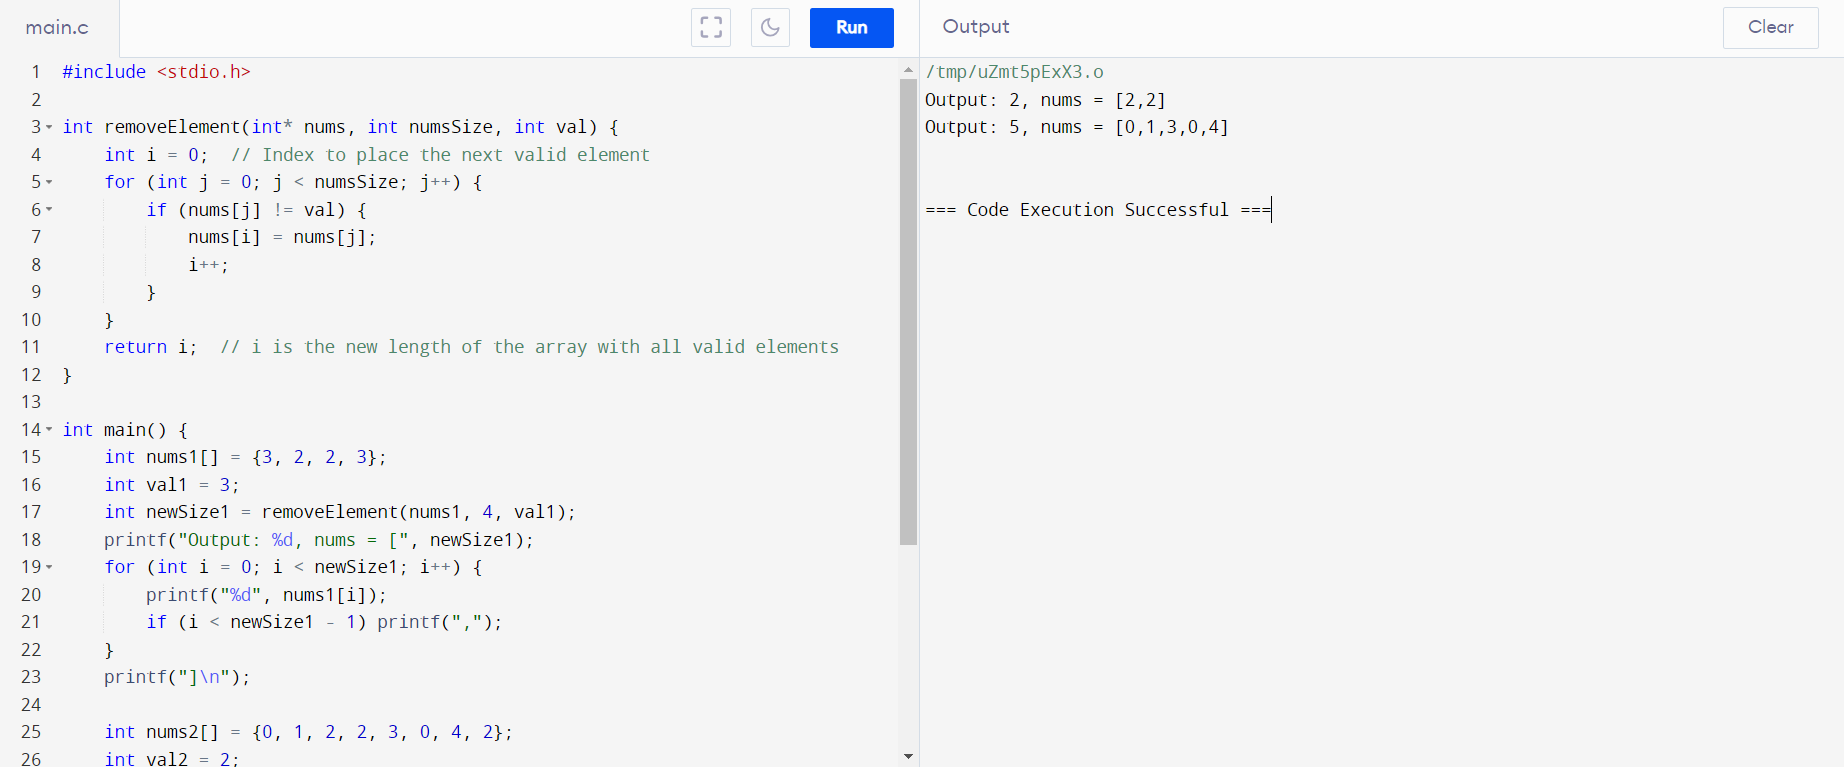 main.c
Run
Output
Clear
1 #include <stdio.h>
2
3 int removeElement(int* nums, int numsSize, int val) {
4     int i = 0;  // Index to place the next valid element
5     for (int j = 0; j < numsSize; j++) {
6         if (nums[j] != val) {
7             nums[i] = nums[j];
8             i++;
9         }
10     }
11     return i;  // i is the new length of the array with all valid elements
12 }
13
14 int main() {
15     int nums1[] = {3, 2, 2, 3};
16     int val1 = 3;
17     int newSize1 = removeElement(nums1, 4, val1);
18     printf("Output: %d, nums = [", newSize1);
19     for (int i = 0; i < newSize1; i++) {
20         printf("%d", nums1[i]);
21         if (i < newSize1 - 1) printf(",");
22     }
23     printf("]\n");
24
25     int nums2[] = {0, 1, 2, 2, 3, 0, 4, 2};
26     int val2 = 2;
/tmp/uZmt5pExX3.o
Output: 2, nums = [2,2]
Output: 5, nums = [0,1,3,0,4]
=== Code Execution Successful ===